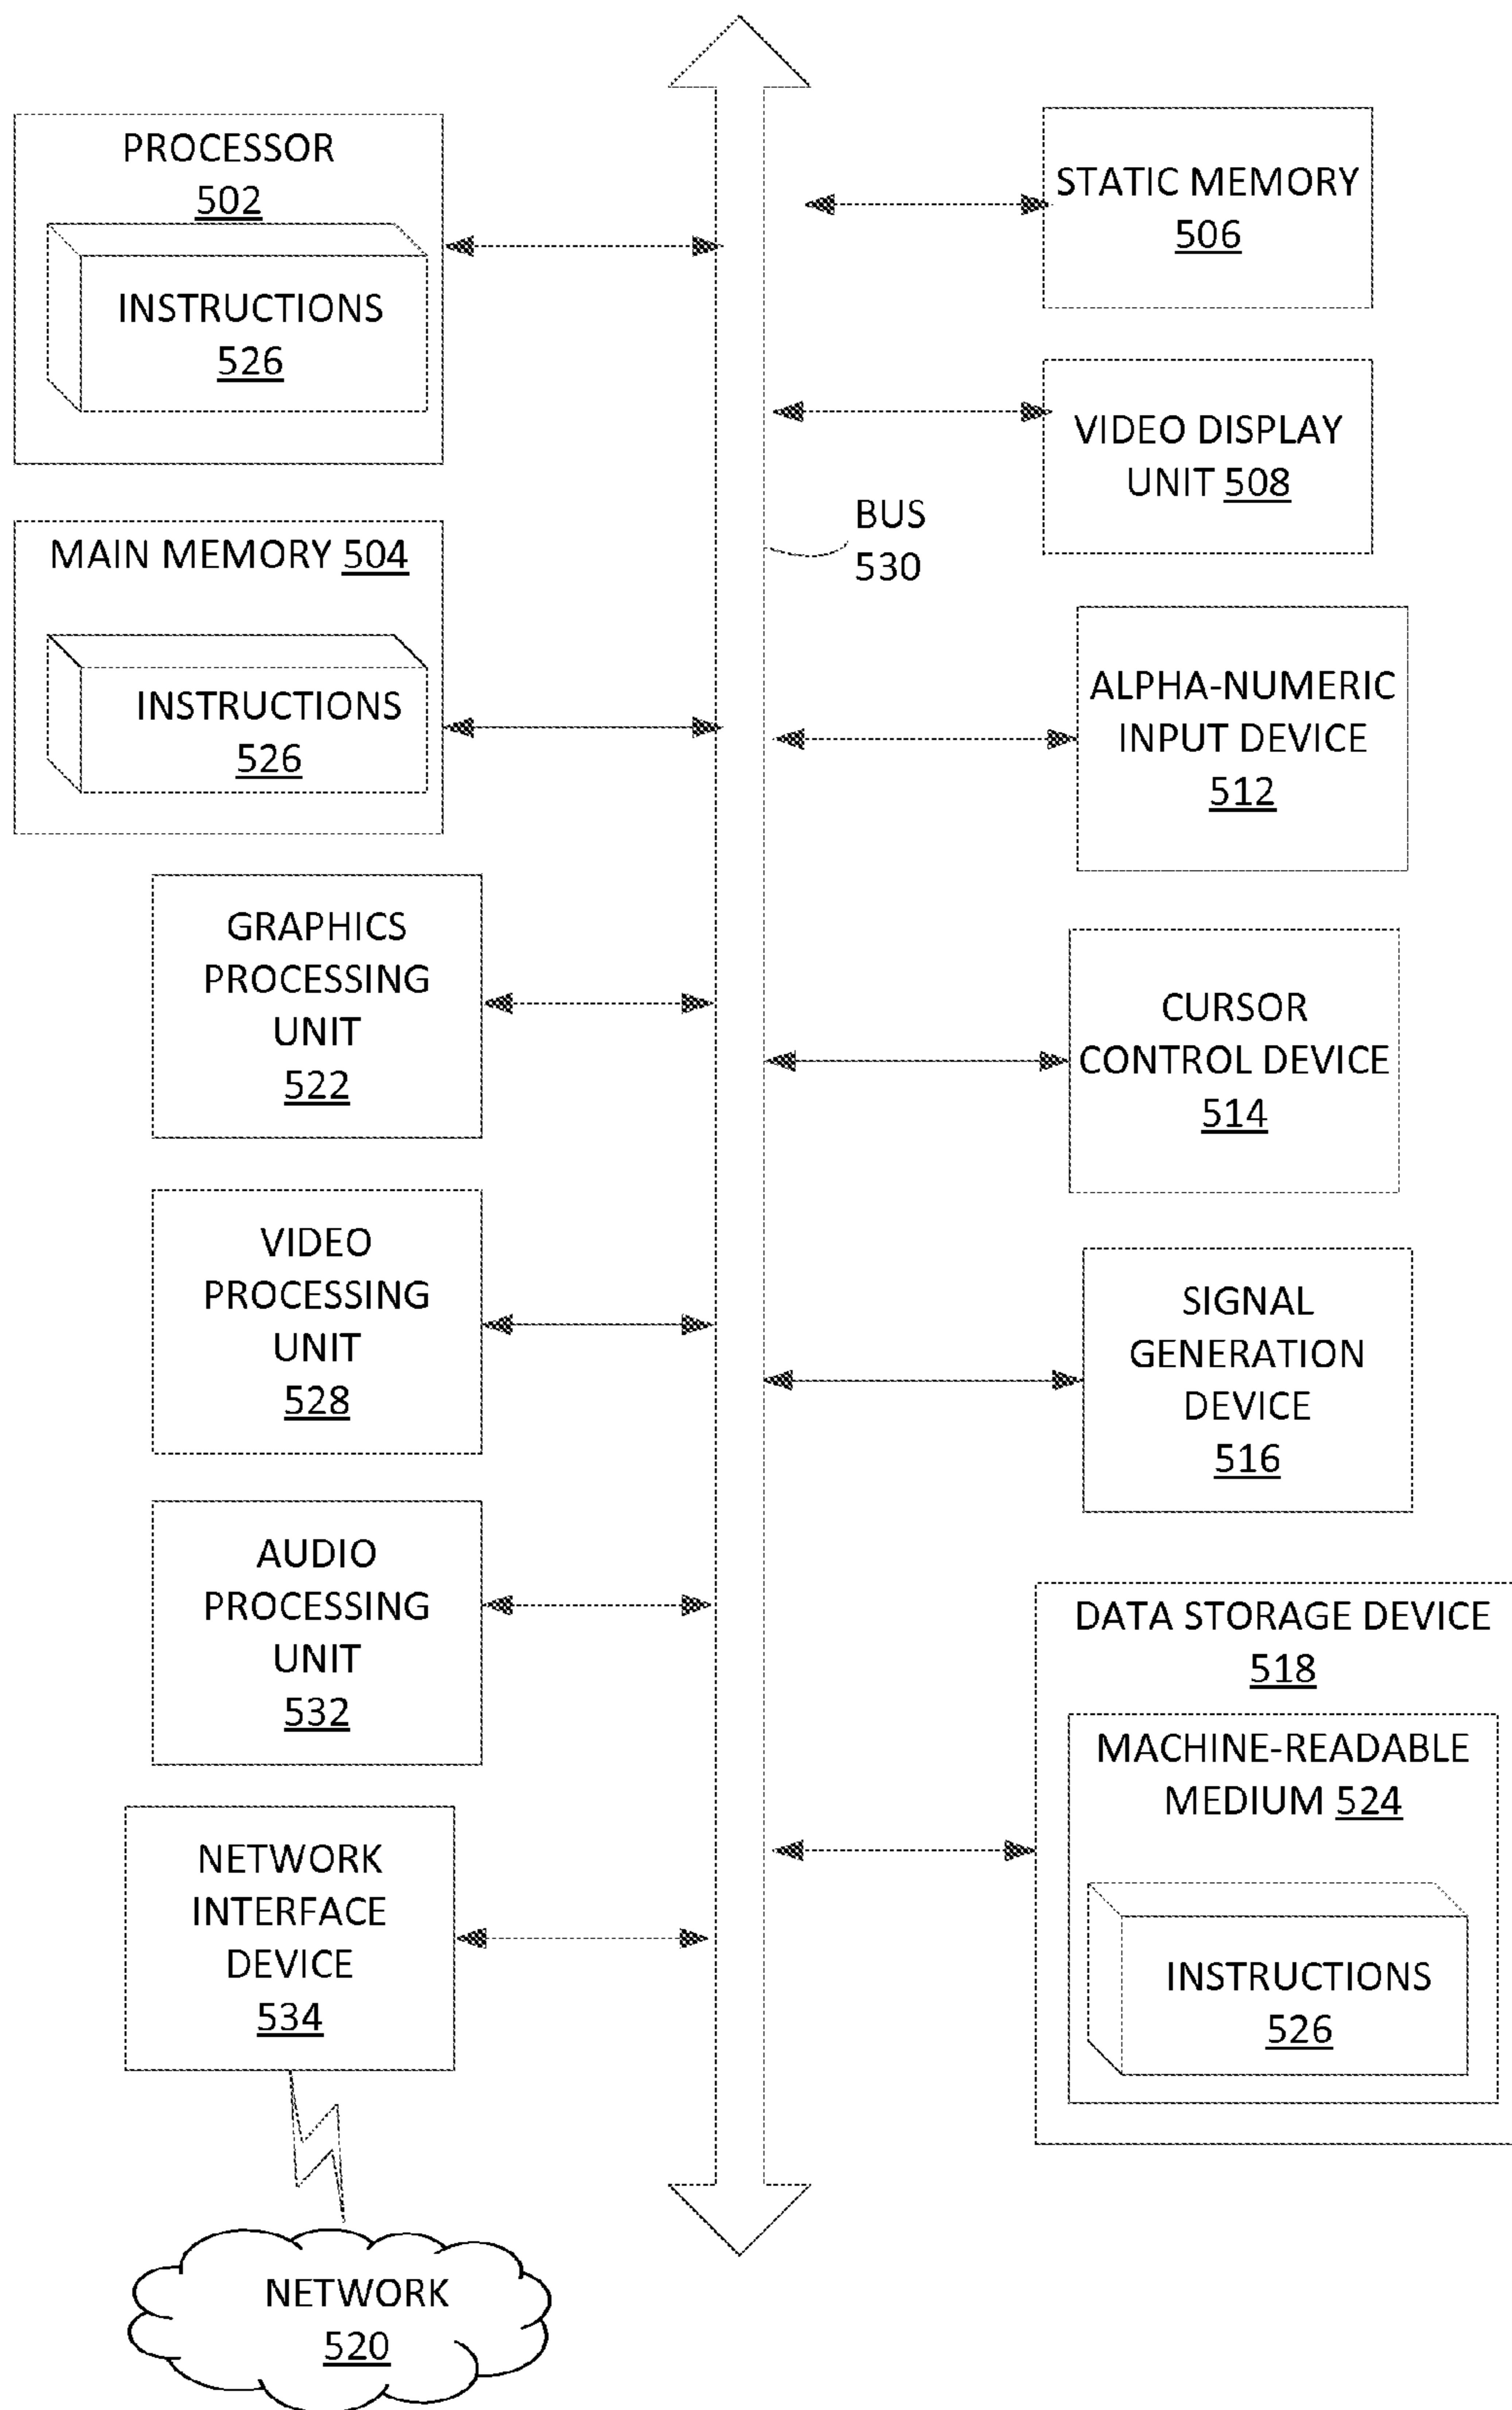 PROCESSOR
502
INSTRUCTIONS
526
MAIN MEMORY 504
INSTRUCTIONS
526
GRAPHICS
PROCESSING
UNIT
522
VIDEO
PROCESSING
UNIT
528
AUDIO
PROCESSING
UNIT
532
NETWORK
INTERFACE
DEVICE
534
NETWORK
520
BUS
530
STATIC MEMORY
506
VIDEO DISPLAY
UNIT 508
ALPHA-NUMERIC
INPUT DEVICE
512
CURSOR
CONTROL DEVICE
514
SIGNAL
GENERATION
DEVICE
516
DATA STORAGE DEVICE
518
MACHINE-READABLE
MEDIUM 524
INSTRUCTIONS
526